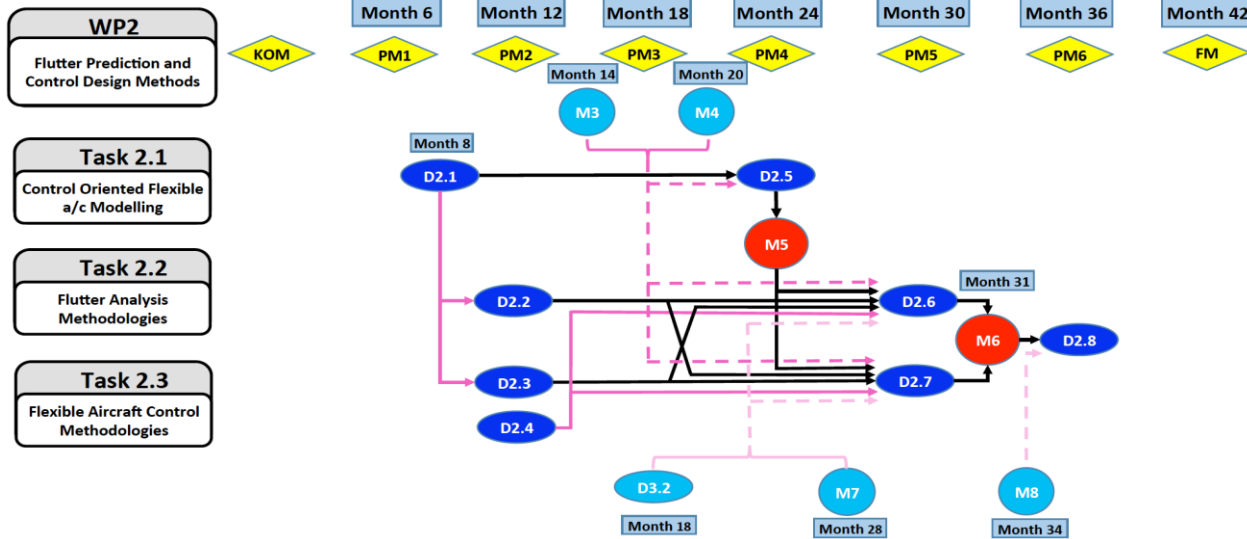 WP2
Flutter Prediction and
Control Design Methods
Month 6
Month 12
Month 18
Month 24
Month 30
Month 36
Month 42
KOM
PM1
PM2
PM3
PM4
PM5
PM6
FM
Month 14
Month 20
M3
M4
Task 2.1
Control Oriented Flexible
a/c Modelling
Month 8
D2.1
D2.5
M5
Task 2.2
Flutter Analysis
Methodologies
D2.2
D2.6
Month 31
M6
D2.8
Task 2.3
Flexible Aircraft Control
Methodologies
D2.3
D2.7
D2.4
D3.2
M7
M8
Month 18
Month 28
Month 34